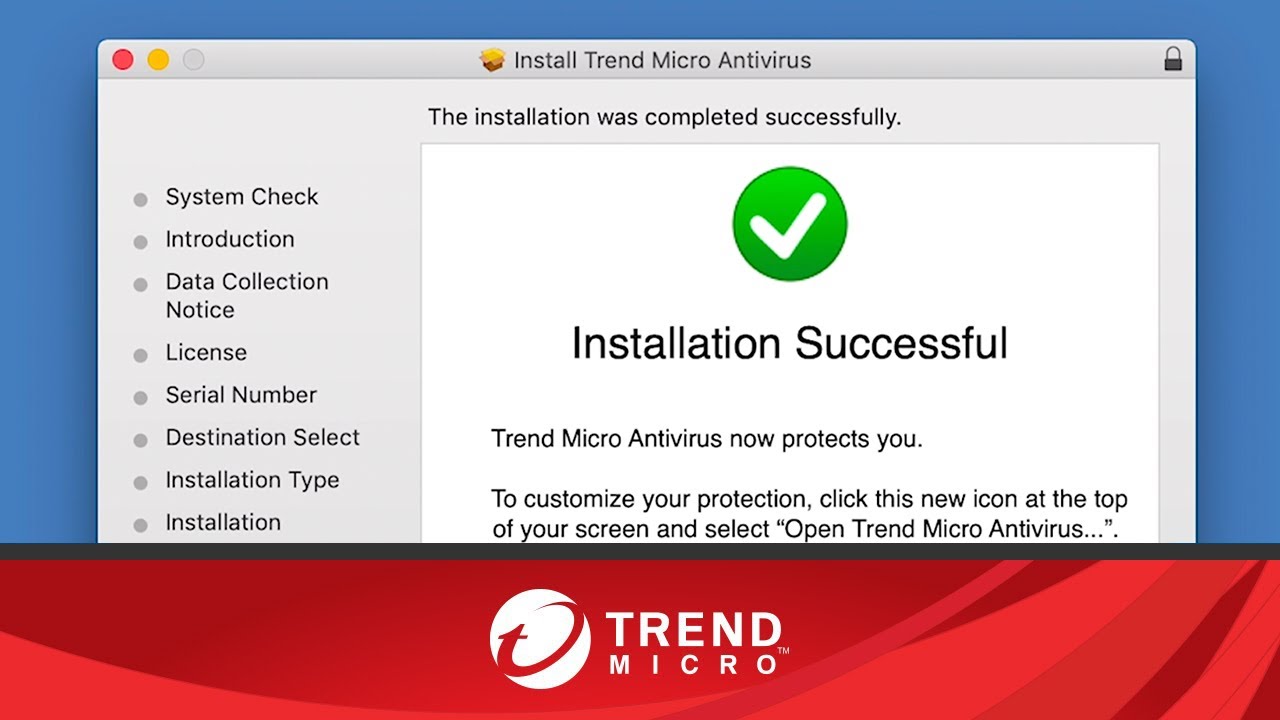 Install Trend Micro Antivirus
The installation was completed successfully.
System Check
Introduction
Data Collection
Notice
License
Serial Number
Destination Select
Installation Type
Installation
Installation Successful
Trend Micro Antivirus now protects you.
To customize your protection, click this new icon at the top
of your screen and select “Open Trend Micro Antivirus...”.
TREND
MICRO™